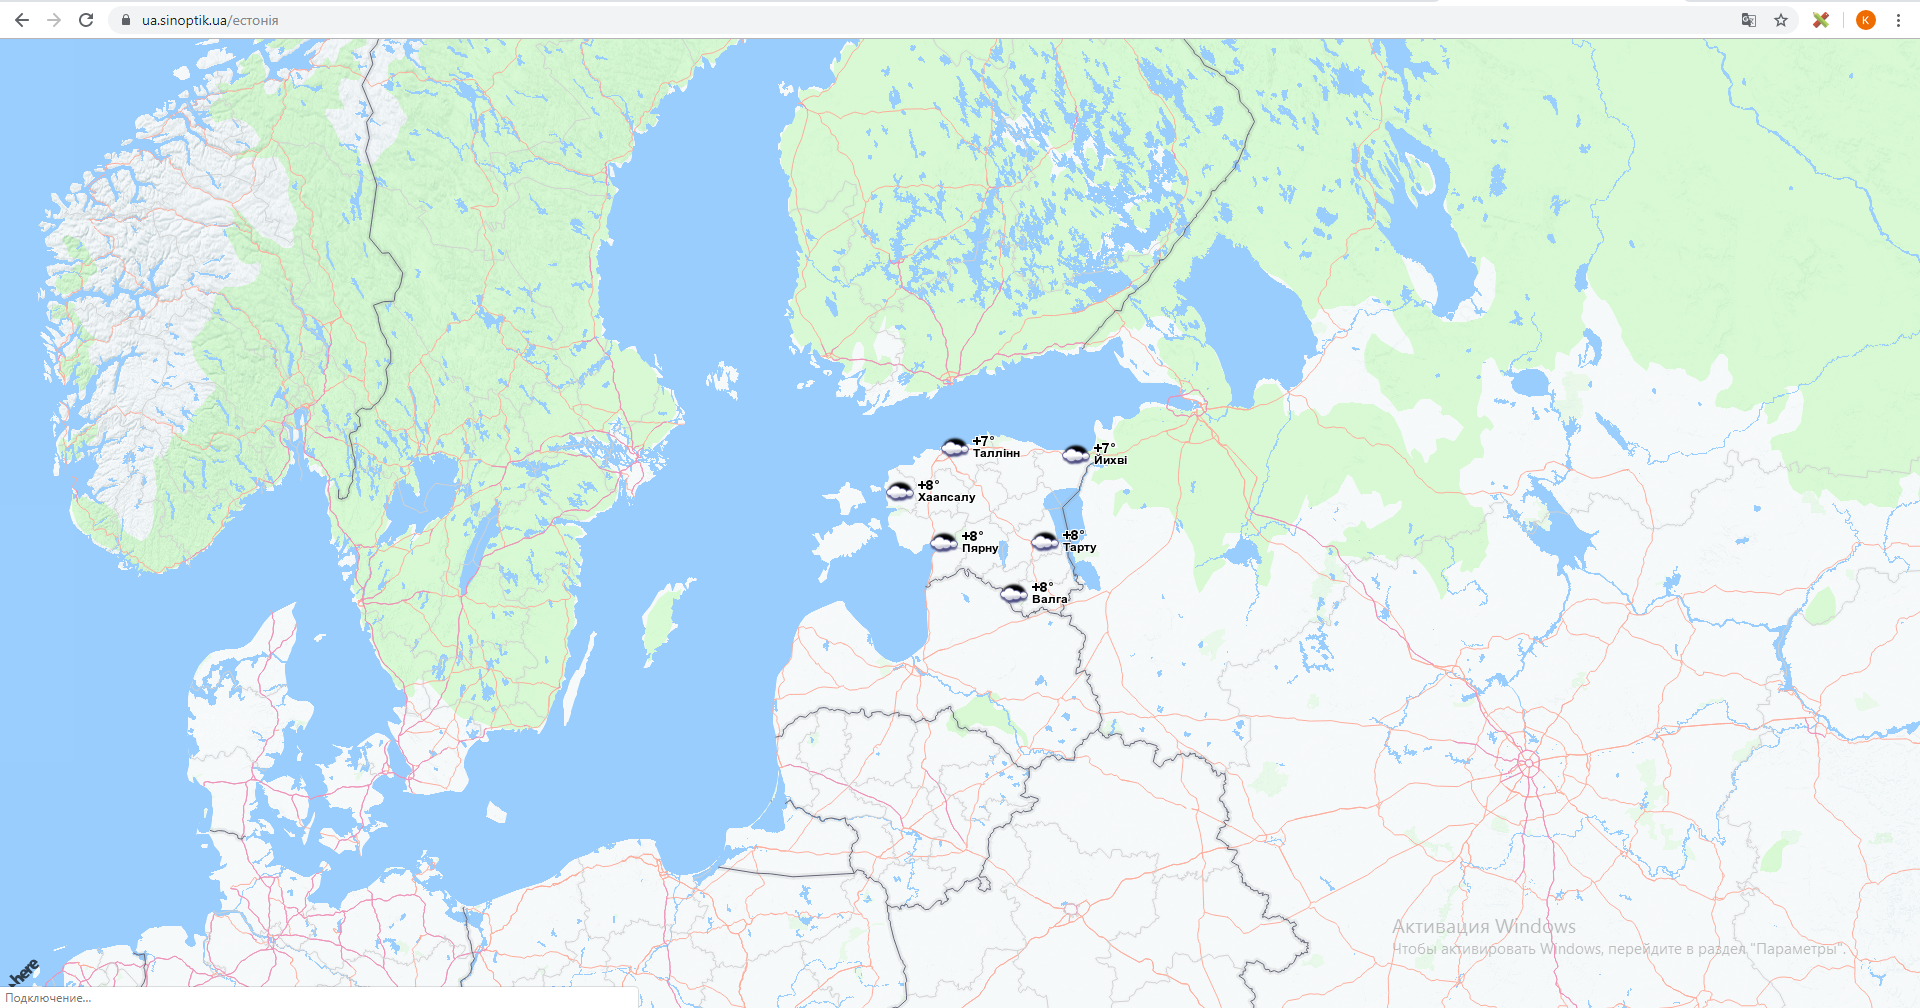 ua.sinoptik.ua/естонія
K
+7°
Таллінн
+7°
Йихві
+8°
Хаапсалу
+8°
Пярну
+8°
Тарту
+8°
Валга
Активация Windows
Чтобы активировать Windows, перейдите в раздел "Параметры".
here
Подключение...